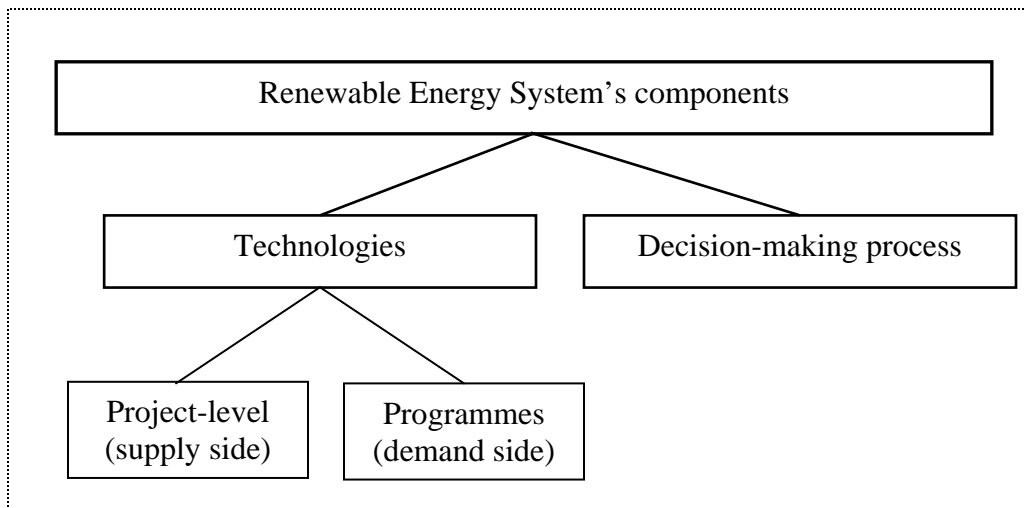 Renewable Energy System’s components
Technologies
Decision-making process
Project-level
(supply side)
Programmes
(demand side)